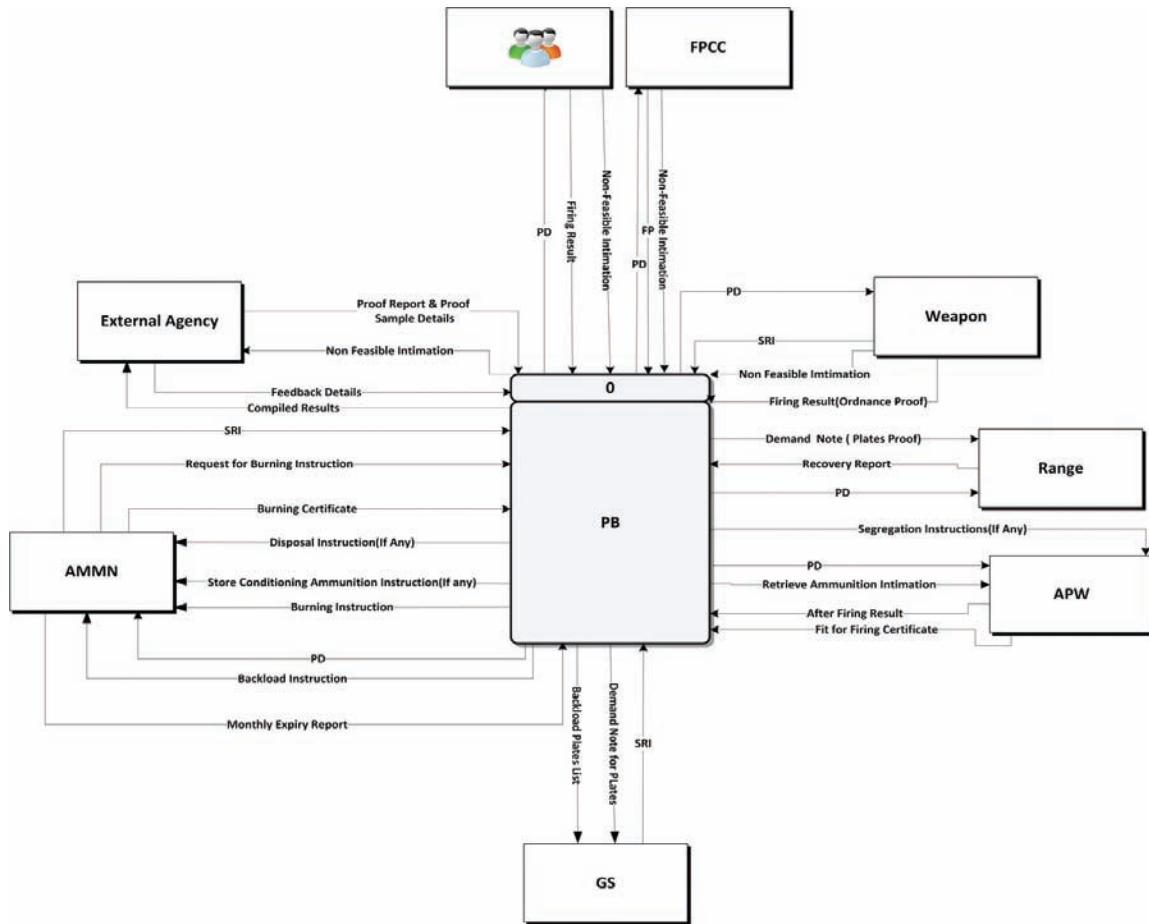 FPCC
PD
Firing Result
Non-Feasible Intimation
PD
FP
Non-Feasible Intimation
External Agency
Proof Report & Proof
Sample Details
Non Feasible Intimation
Feedback Details
Compiled Results
PD
Weapon
SRI
Non Feasible Imtimation
Firing Result(Ordnance Proof)
0
PB
SRI
Request for Burning Instruction
Burning Certificate
AMMN
Disposal Instruction(If Any)
Store Conditioning Ammunition Instruction(If any)
Burning Instruction
PD
Backload Instruction
Monthly Expiry Report
Demand Note ( Plates Proof)
Recovery Report
Range
PD
Segregation Instructions(If Any)
PD
Retrieve Ammunition Intimation
APW
After Firing Result
Fit for Firing Certificate
Backload Plates List
Demand Note for PLates
SRI
GS